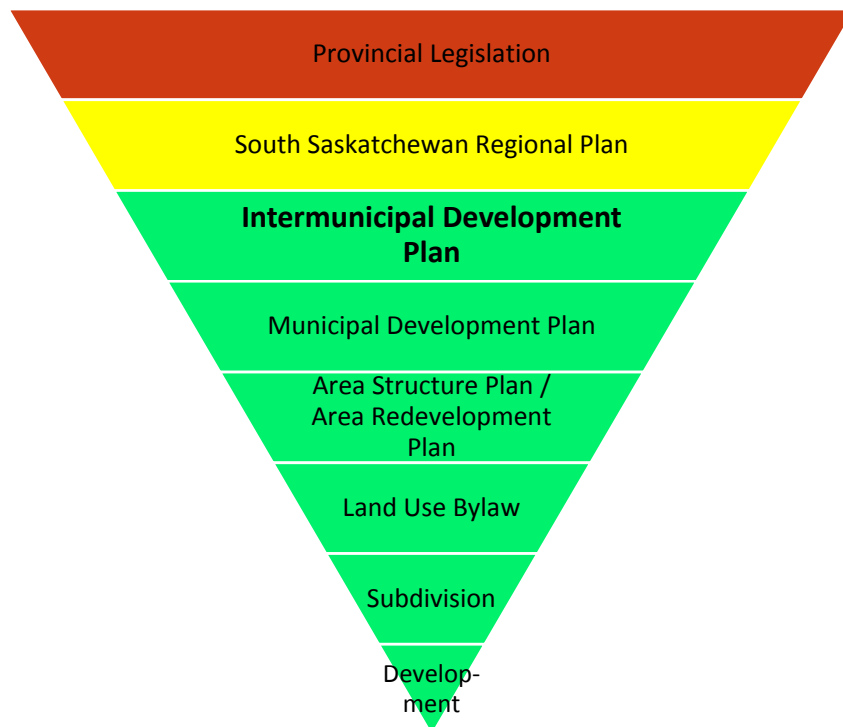 Provincial Legislation
South Saskatchewan Regional Plan
Intermunicipal Development
Plan
Municipal Development Plan
Area Structure Plan /
Area Redevelopment
Plan
Land Use Bylaw
Subdivision
Develop-
ment